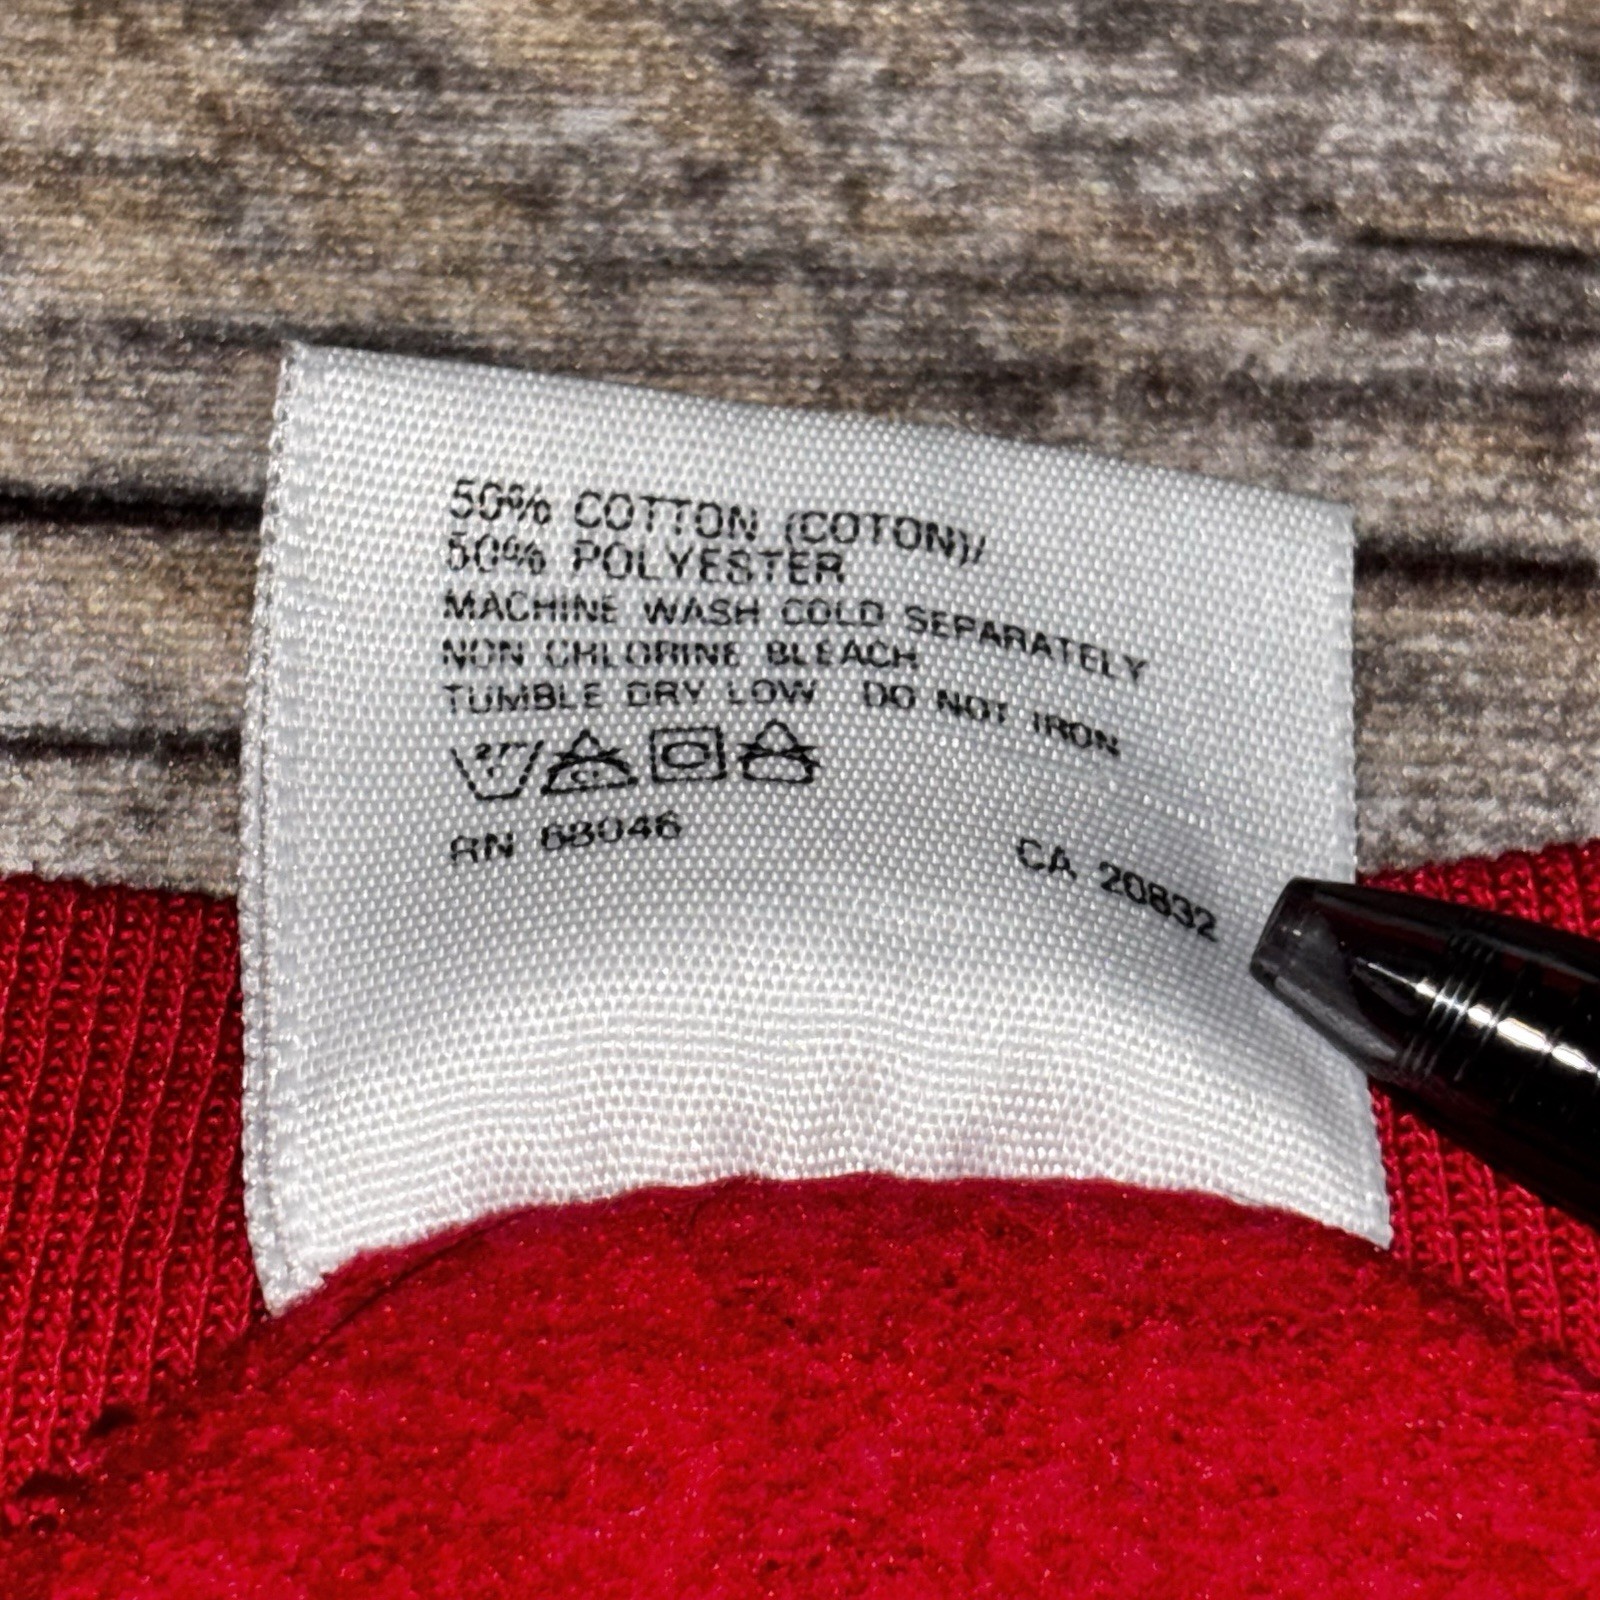 50% COTTON (COTON)/
50% POLYESTER
MACHINE WASH COLD SEPARATELY
NON CHLORINE BLEACH
TUMBLE DRY LOW DO NOT IRON
CL
RN 68046 CA 20832